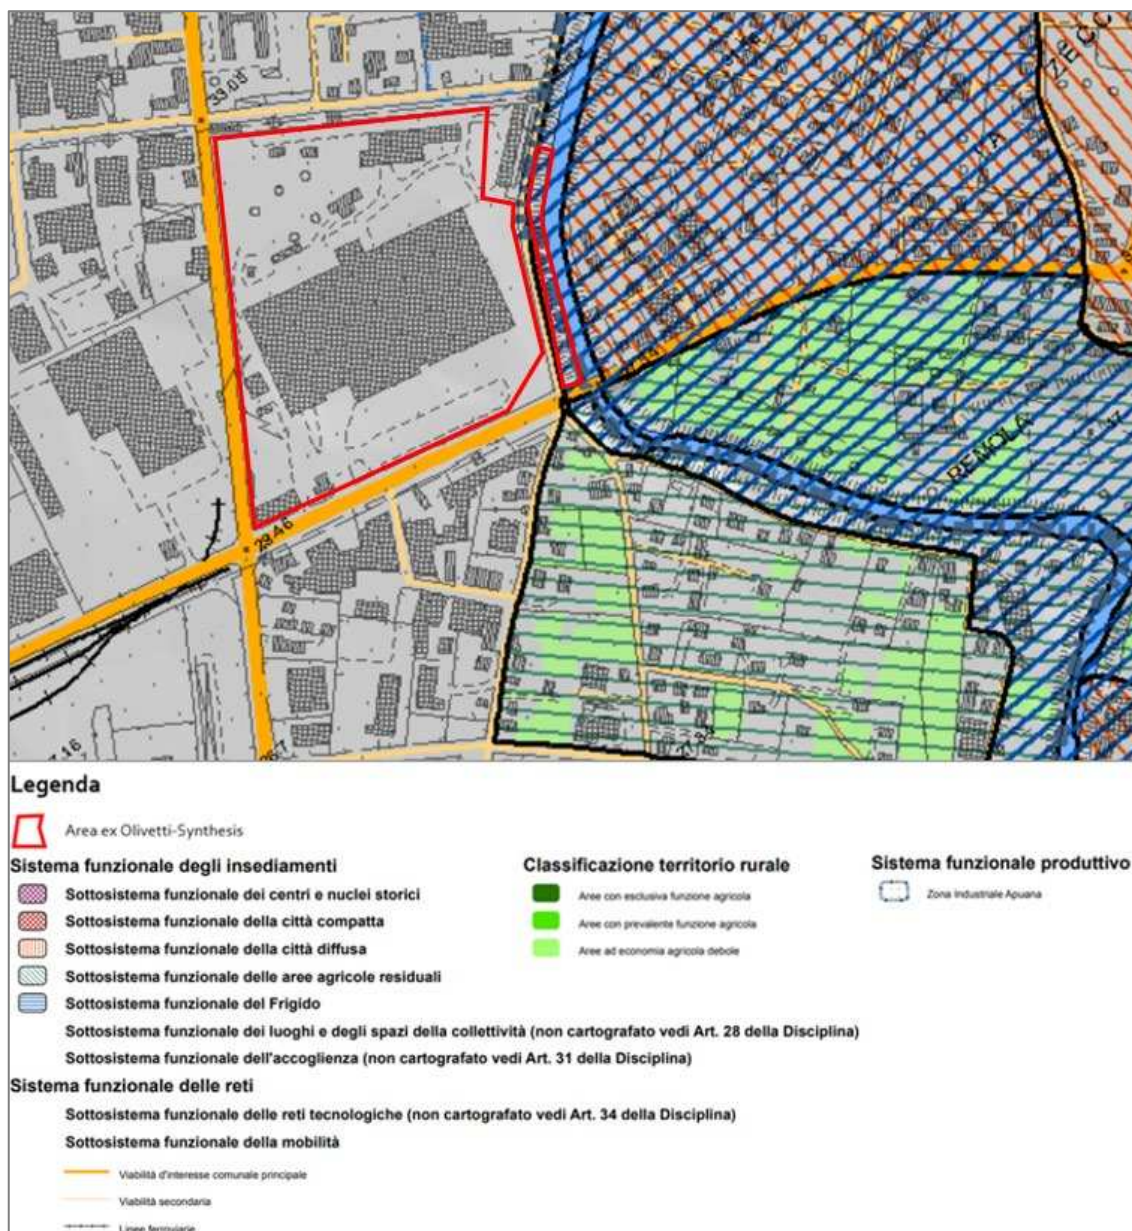 33.03
ZECC
A
REMOLA
29.46
Legenda
Area ex Olivetti-Synthesis
Sistema funzionale degli insediamenti
Sottosistema funzionale dei centri e nuclei storici
Sottosistema funzionale della città compatta
Sottosistema funzionale della città diffusa
Sottosistema funzionale delle aree agricole residuali
Sottosistema funzionale del Frigido
Sottosistema funzionale dei luoghi e degli spazi della collettività (non cartografato vedi Art. 28 della Disciplina)
Sottosistema funzionale dell'accoglienza (non cartografato vedi Art. 31 della Disciplina)
Sistema funzionale delle reti
Sottosistema funzionale delle reti tecnologiche (non cartografato vedi Art. 34 della Disciplina)
Sottosistema funzionale della mobilità
Viabilità d'interesse comunale principale
Viabilità secondaria
Linee ferroviarie
Classificazione territorio rurale
Aree con esclusiva funzione agricola
Aree con prevalente funzione agricola
Aree ad economia agricola debole
Sistema funzionale produttivo
Zona Industriale Apuana